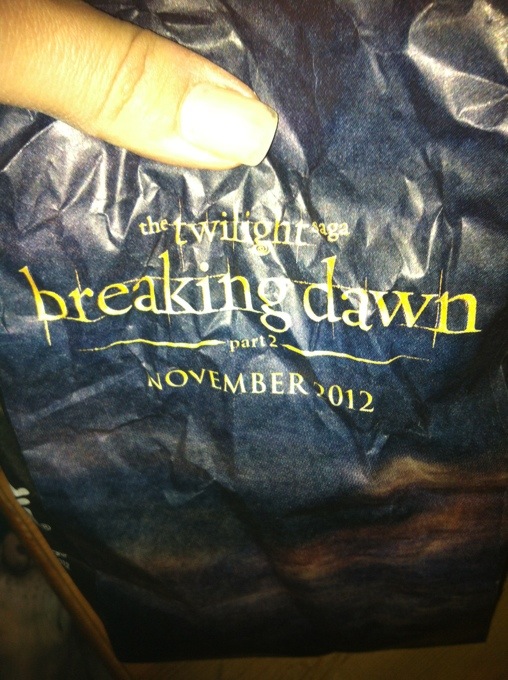 the twilight saga
breaking dawn
part 2
NOVEMBER 2012